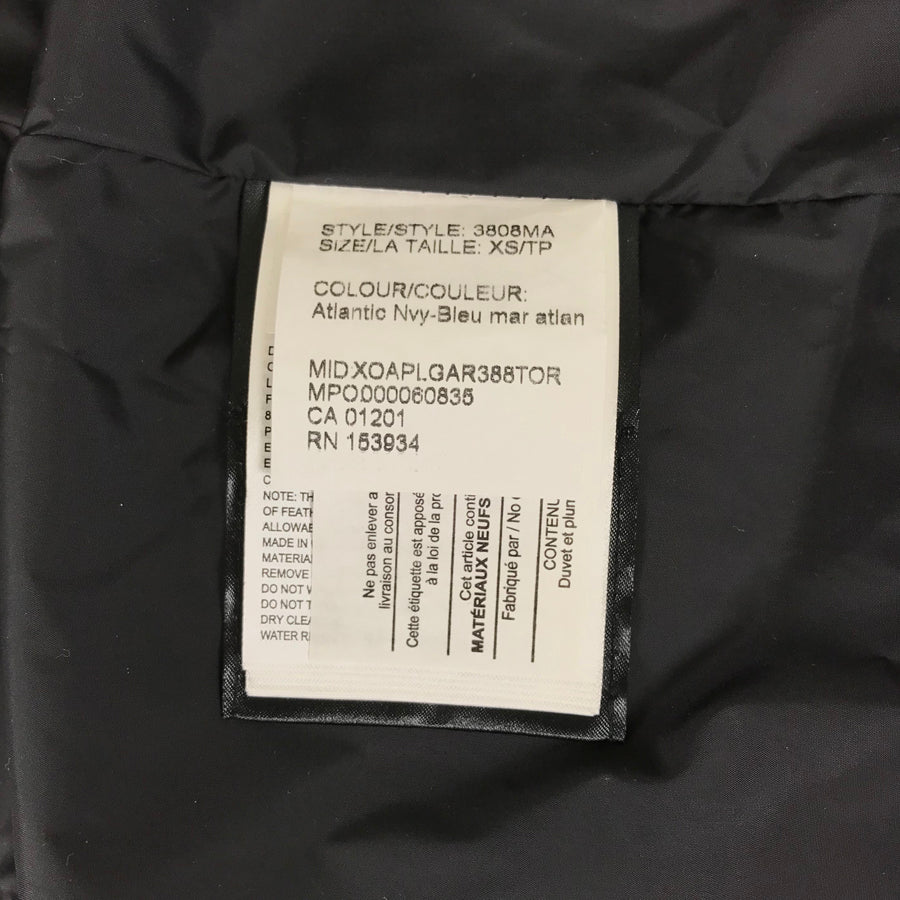 STYLE/STYLE: 3808MA
SIZE/LA TAILLE: XS/TP
COLOUR/COULEUR:
Atlantic Nvy-Bleu mar atlan
MIDXOAPLGAR388TOR
MPO000060835
CA 01201
RN 153934
C
L
F
8
P
E
E
C
NOTE: TH
OF FEATH
ALLOWAB
MADE IN
MATERIA
REMOVE
DO NOT
DO NOT T
DRY CLEA
WATER R
Ne pas enlever a
livraison au consor
Cette étiquette est apposé
à la loi de la pro
Cet article conti
MATÉRIAUX NEUFS
Fabriqué par / No
CONTENU
Duvet et plum